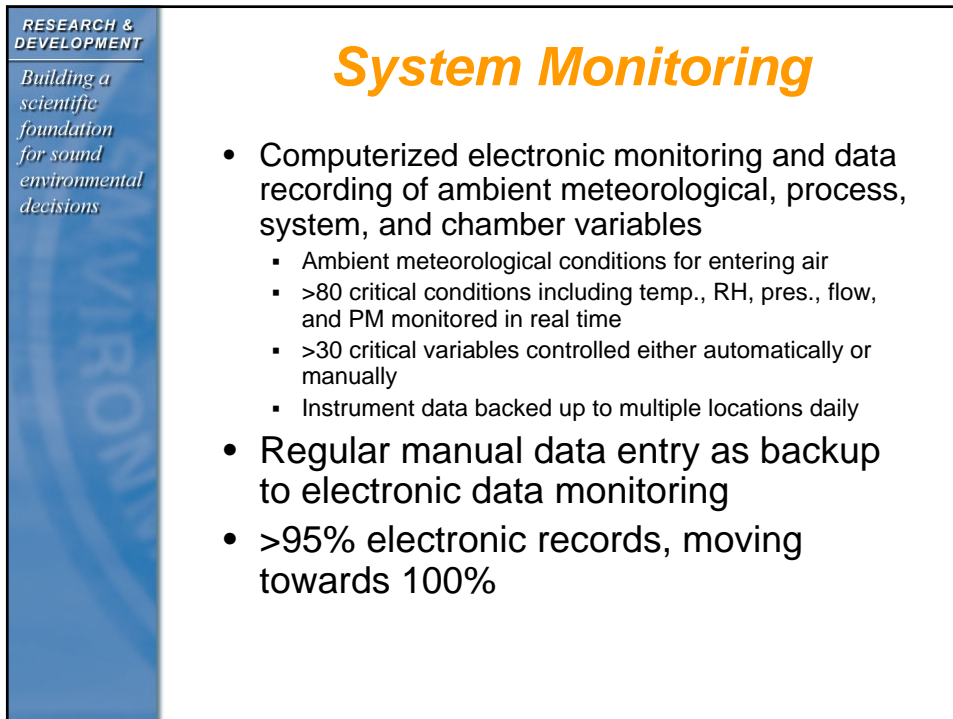 RESEARCH &
DEVELOPMENT
Building a
scientific
foundation
for sound
environmental
decisions
System Monitoring
• Computerized electronic monitoring and data
recording of ambient meteorological, process,
system, and chamber variables
▪ Ambient meteorological conditions for entering air
▪ >80 critical conditions including temp., RH, pres., flow,
and PM monitored in real time
▪ >30 critical variables controlled either automatically or
manually
▪ Instrument data backed up to multiple locations daily
• Regular manual data entry as backup
to electronic data monitoring
• >95% electronic records, moving
towards 100%